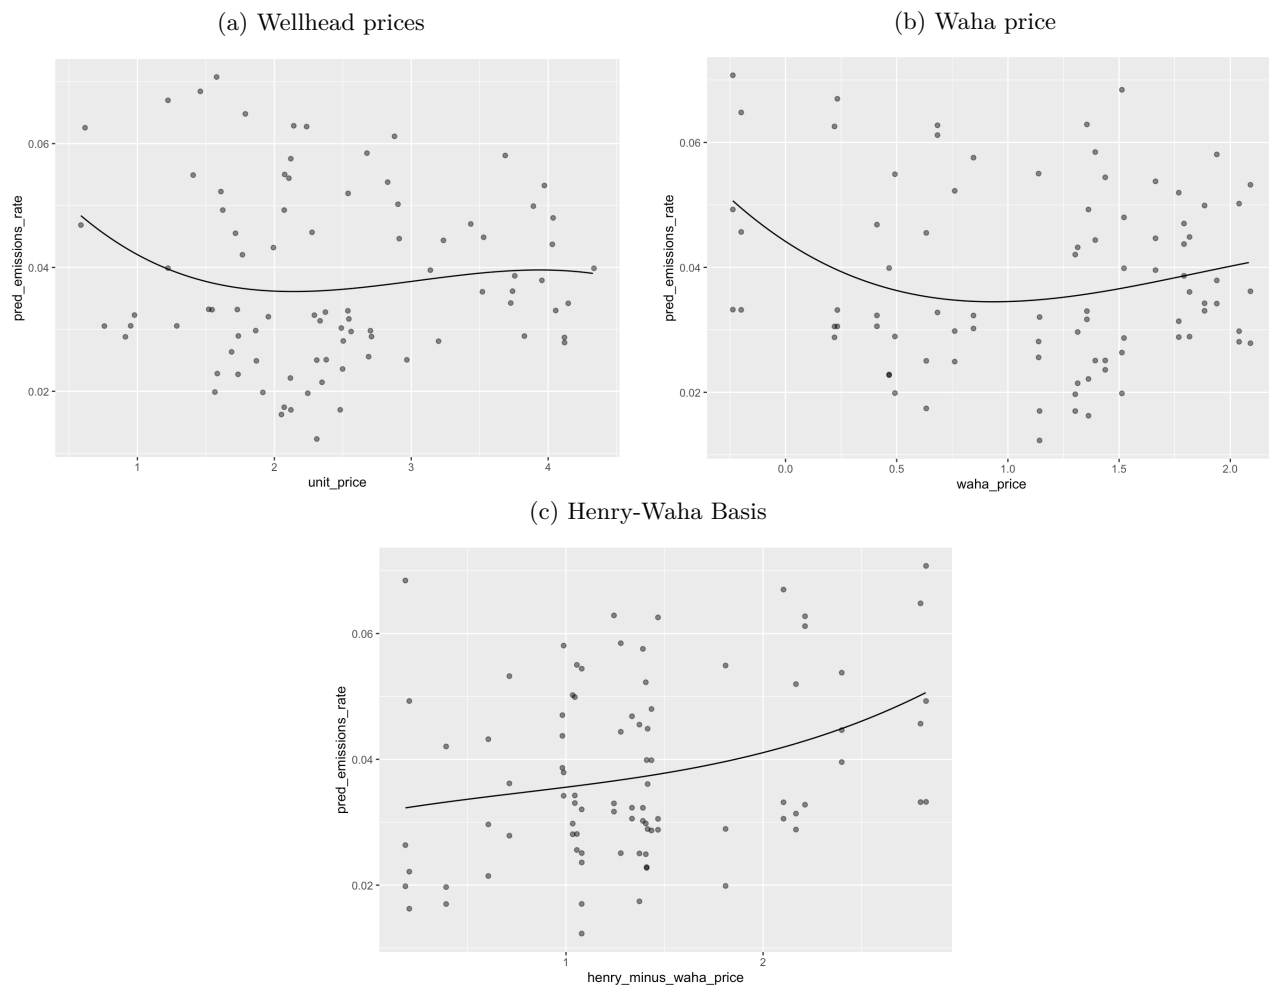 (a) Wellhead prices
pred_emissions_rate
0.06
0.04
0.02
1 2 3 4
unit_price
(b) Waha price
pred_emissions_rate
0.06
0.04
0.02
0.0 0.5 1.0 1.5 2.0
waha_price
(c) Henry-Waha Basis
pred_emissions_rate
0.06
0.04
0.02
1 2
henry_minus_waha_price